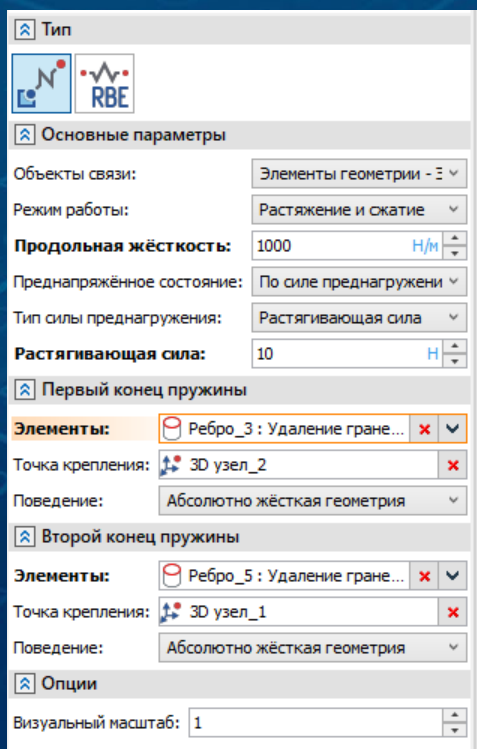 Тип
N
RBE
Основные параметры
Объекты связи: Элементы геометрии - Э
Режим работы: Растяжение и сжатие
Продольная жёсткость: 1000 Н/м
Преднапряжённое состояние: По силе преднагружени
Тип силы преднагружения: Растягивающая сила
Растягивающая сила: 10 Н
Первый конец пружины
Элементы: Ребро_3 : Удаление гране...
Точка крепления: 3D узел_2
Поведение: Абсолютно жёсткая геометрия
Второй конец пружины
Элементы: Ребро_5 : Удаление гране...
Точка крепления: 3D узел_1
Поведение: Абсолютно жёсткая геометрия
Опции
Визуальный масштаб: 1